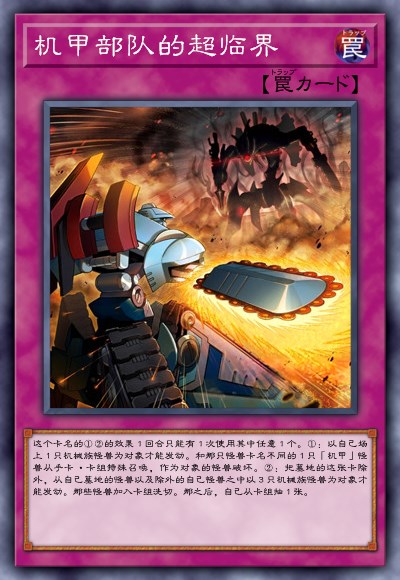 机甲部队的超临界
トラップ
罠
トラップ
【罠カード】
这个卡名的①②的效果1回合只能有1次使用其中任意1个。①：以自己场
上1只机械族怪兽为对象才能发动。和那只怪兽卡名不同的1只「机甲」怪
兽从手卡·卡组特殊召唤，作为对象的怪兽破坏。②：把墓地的这张卡除
外，从自己墓地的怪兽以及除外的自己怪兽之中以3只机械族怪兽为对象才
能发动。那些怪兽加入卡组洗切。那之后，自己从卡组抽1张。